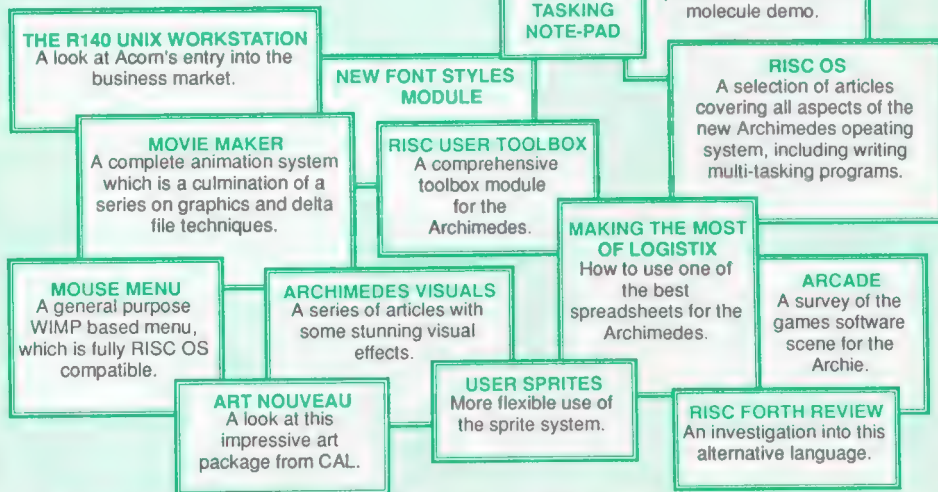 TASKING
NOTE-PAD
molecule demo.
THE R140 UNIX WORKSTATION
A look at Acorn's entry into the
business market.
NEW FONT STYLES
MODULE
RISC OS
A selection of articles
covering all aspects of the
new Archimedes opeating
system, including writing
multi-tasking programs.
MOVIE MAKER
A complete animation system
which is a culmination of a
series on graphics and delta
file techniques.
RISC USER TOOLBOX
A comprehensive
toolbox module
for the
Archimedes.
MAKING THE MOST
OF LOGISTIX
How to use one of
the best
spreadsheets for the
Archimedes.
MOUSE MENU
A general purpose
WIMP based menu,
which is fully RISC OS
compatible.
ARCHIMEDES VISUALS
A series of articles with
some stunning visual
effects.
ARCADE
A survey of the
games software
scene for the
Archie.
ART NOUVEAU
A look at this
impressive art
package from CAL.
USER SPRITES
More flexible use of
the sprite system.
RISC FORTH REVIEW
An investigation into this
alternative language.